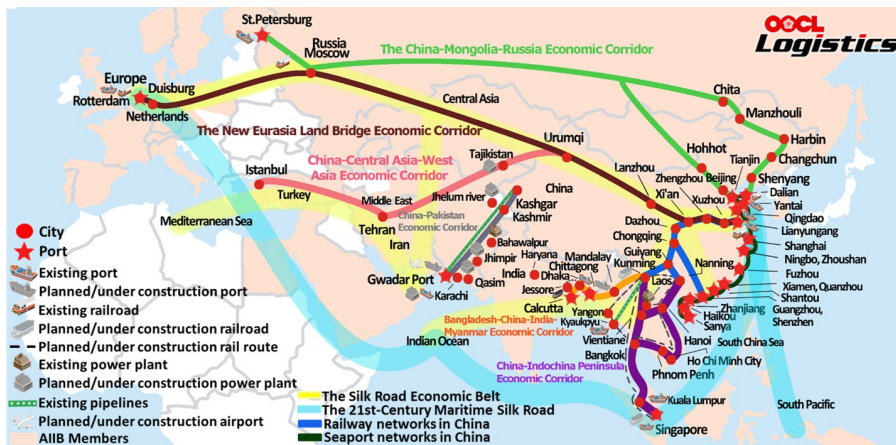 OOCL
Logistics
St.Petersburg
Russia
Moscow
The China-Mongolia-Russia Economic Corridor
Europe
Duisburg
Rotterdam
Netherlands
Central Asia
Chita
Manzhouli
The New Eurasia Land Bridge Economic Corridor
Urumqi
Harbin
Hohhot
Tianjin
Changchun
China-Central Asia-West
Asia Economic Corridor
Tajikistan
Istanbul
Turkey
Lanzhou
Zhengzhou
Beijing
Shenyang
Xi'an
Xuzhou
Dalian
Yantai
Middle East
Jhelum river
China
Kashgar
Kashmir
Mediterranean Sea
China-Pakistan
Economic Corridor
Tehran
Iran
Dazhou
Qingdao
Lianyungang
Chongqing
Shanghai
Bahawalpur
Guiyang
Nanning
Ningbo, Zhoushan
Jhimpir
Haryana
Mandalay
Kunming
Gwadar Port
Qasim
Karachi
India
Chittagong
Dhaka
Laos
Fuzhou
Jessore
Xiamen, Quanzhou
Calcutta
Yangon
Kyaukpyu
Shantou
Zhanjiang
Guangzhou,
Shenzhen
Haikou
Sanya
Bangladesh-China-India-
Myanmar Economic Corridor
Vientiane
Hanoi
South China Sea
Indian Ocean
Bangkok
Ho Chi Minh City
China-Indochina Peninsula
Economic Corridor
Phnom Penh
Kuala Lumpur
Singapore
South Pacific
City
Port
Existing port
Planned/under construction port
Existing railroad
Planned/under construction railroad
Planned/under construction rail route
Existing power plant
Planned/under construction power plant
Existing pipelines
Planned/under construction airport
AIIB Members
The Silk Road Economic Belt
The 21st-Century Maritime Silk Road
Railway networks in China
Seaport networks in China